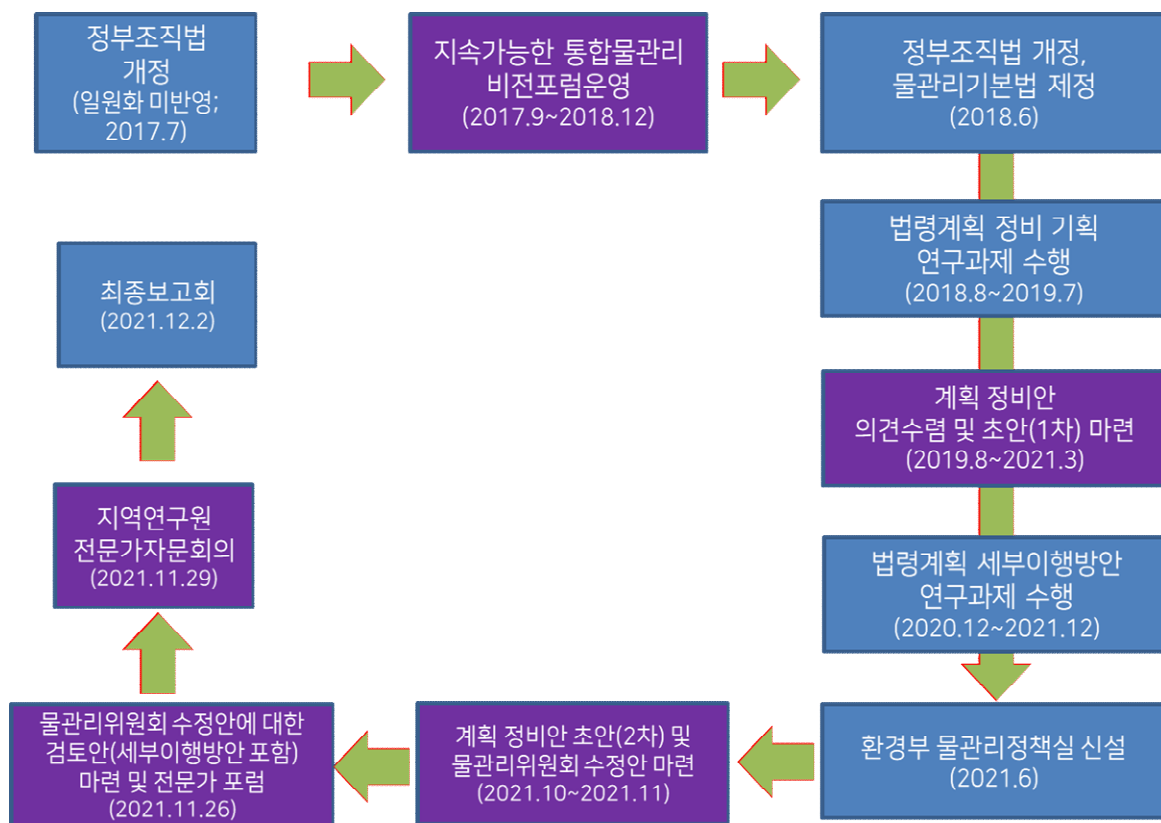 정부조직법
개정
(일원화 미반영;
2017.7)
지속가능한 통합물관리
비전포럼운영
(2017.9~2018.12)
정부조직법 개정,
물관리기본법 제정
(2018.6)
법령계획 정비 기획
연구과제 수행
(2018.8~2019.7)
계획 정비안
의견수렴 및 초안(1차) 마련
(2019.8~2021.3)
법령계획 세부이행방안
연구과제 수행
(2020.12~2021.12)
환경부 물관리정책실 신설
(2021.6)
계획 정비안 초안(2차) 및
물관리위원회 수정안 마련
(2021.10~2021.11)
물관리위원회 수정안에 대한
검토안(세부이행방안 포함)
마련 및 전문가 포럼
(2021.11.26)
지역연구원
전문가자문회의
(2021.11.29)
최종보고회
(2021.12.2)